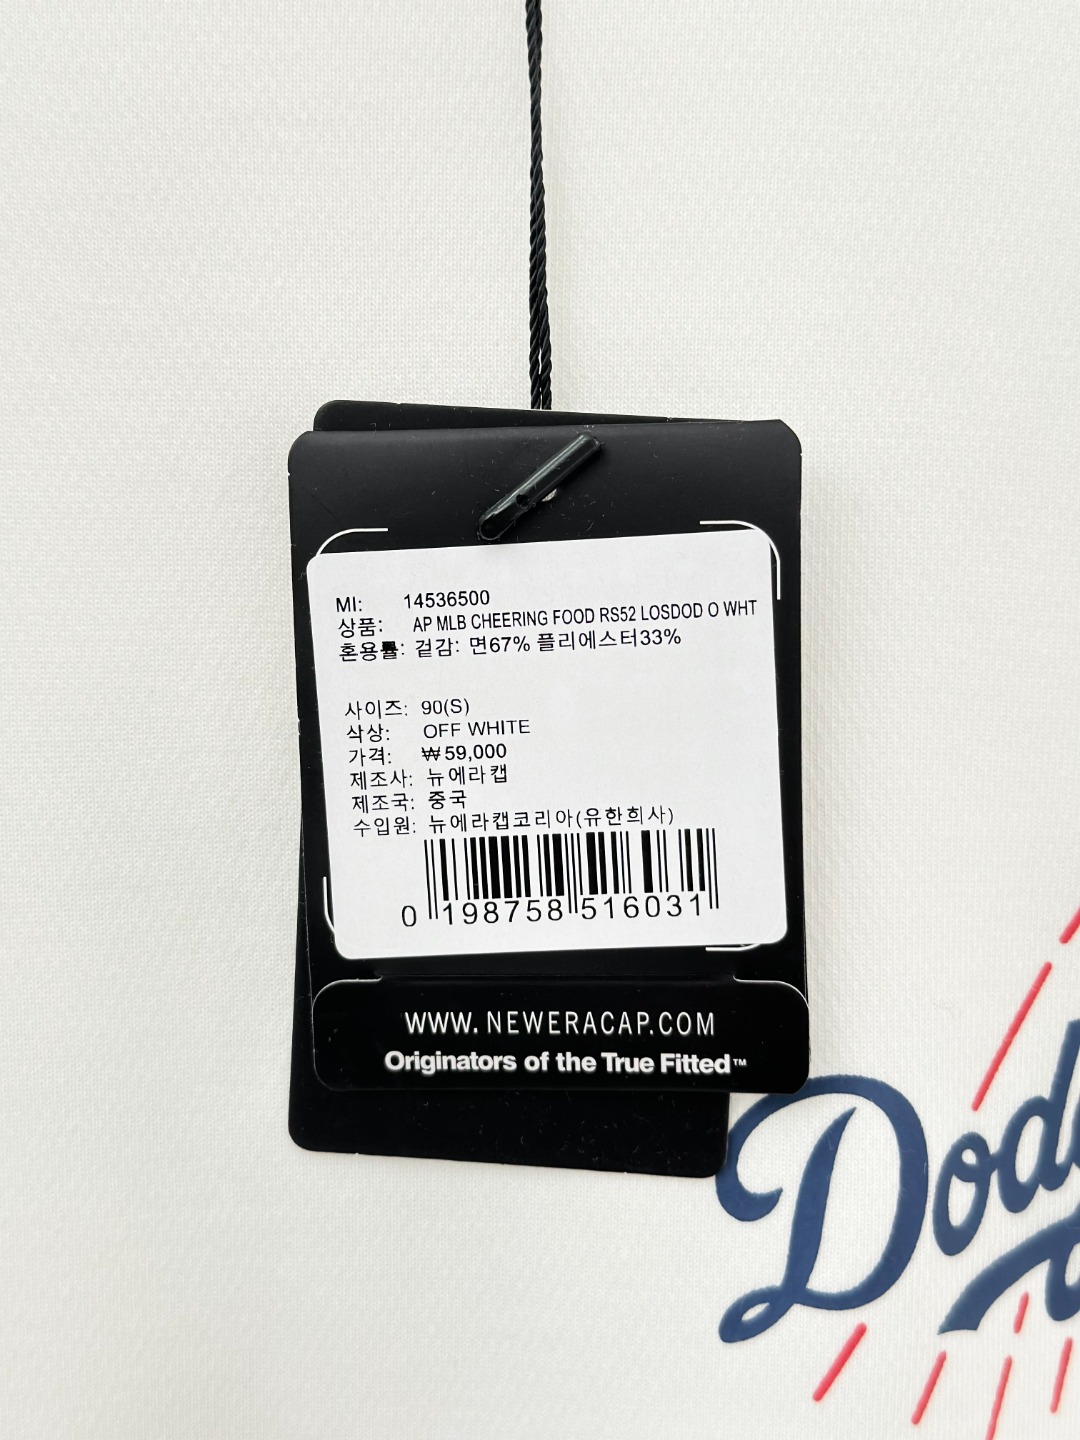 MI: 14536500
상품: AP MLB CHEERING FOOD RS52 LOSDOD O WHT
혼용률: 겉감: 면67% 플리에스터33%
사이즈: 90(S)
삭상: OFF WHITE
가격: ₩59,000
제조사: 뉴에라캡
제조국: 중국
수입원: 뉴에라캡코리아(유한희사)
0 198758 516031
WWW.NEWERACAP.COM
Originators of the True Fitted™
Dod